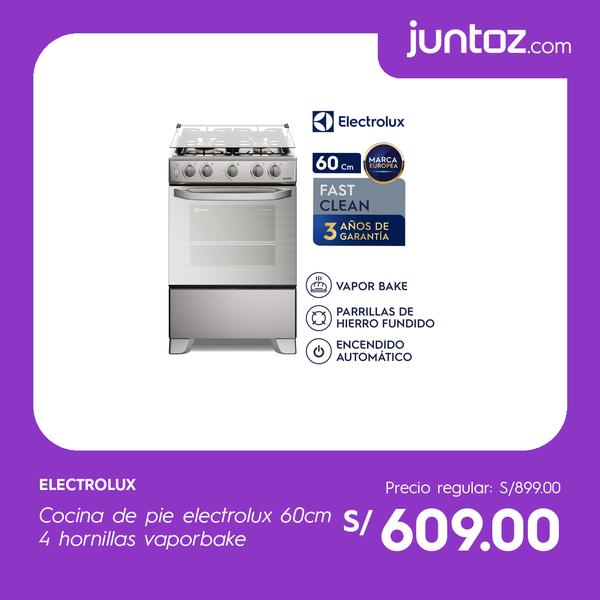 juntoz.com
Electrolux
60 Cm
MARCA
EUROPEA
FAST
CLEAN
3 AÑOS DE
GARANTÍA
VAPOR BAKE
PARRILLAS DE
HIERRO FUNDIDO
ENCENDIDO
AUTOMÁTICO
ELECTROLUX
Cocina de pie electrolux 60cm
4 hornillas vaporbake
Precio regular: S/899.00
S/609.00